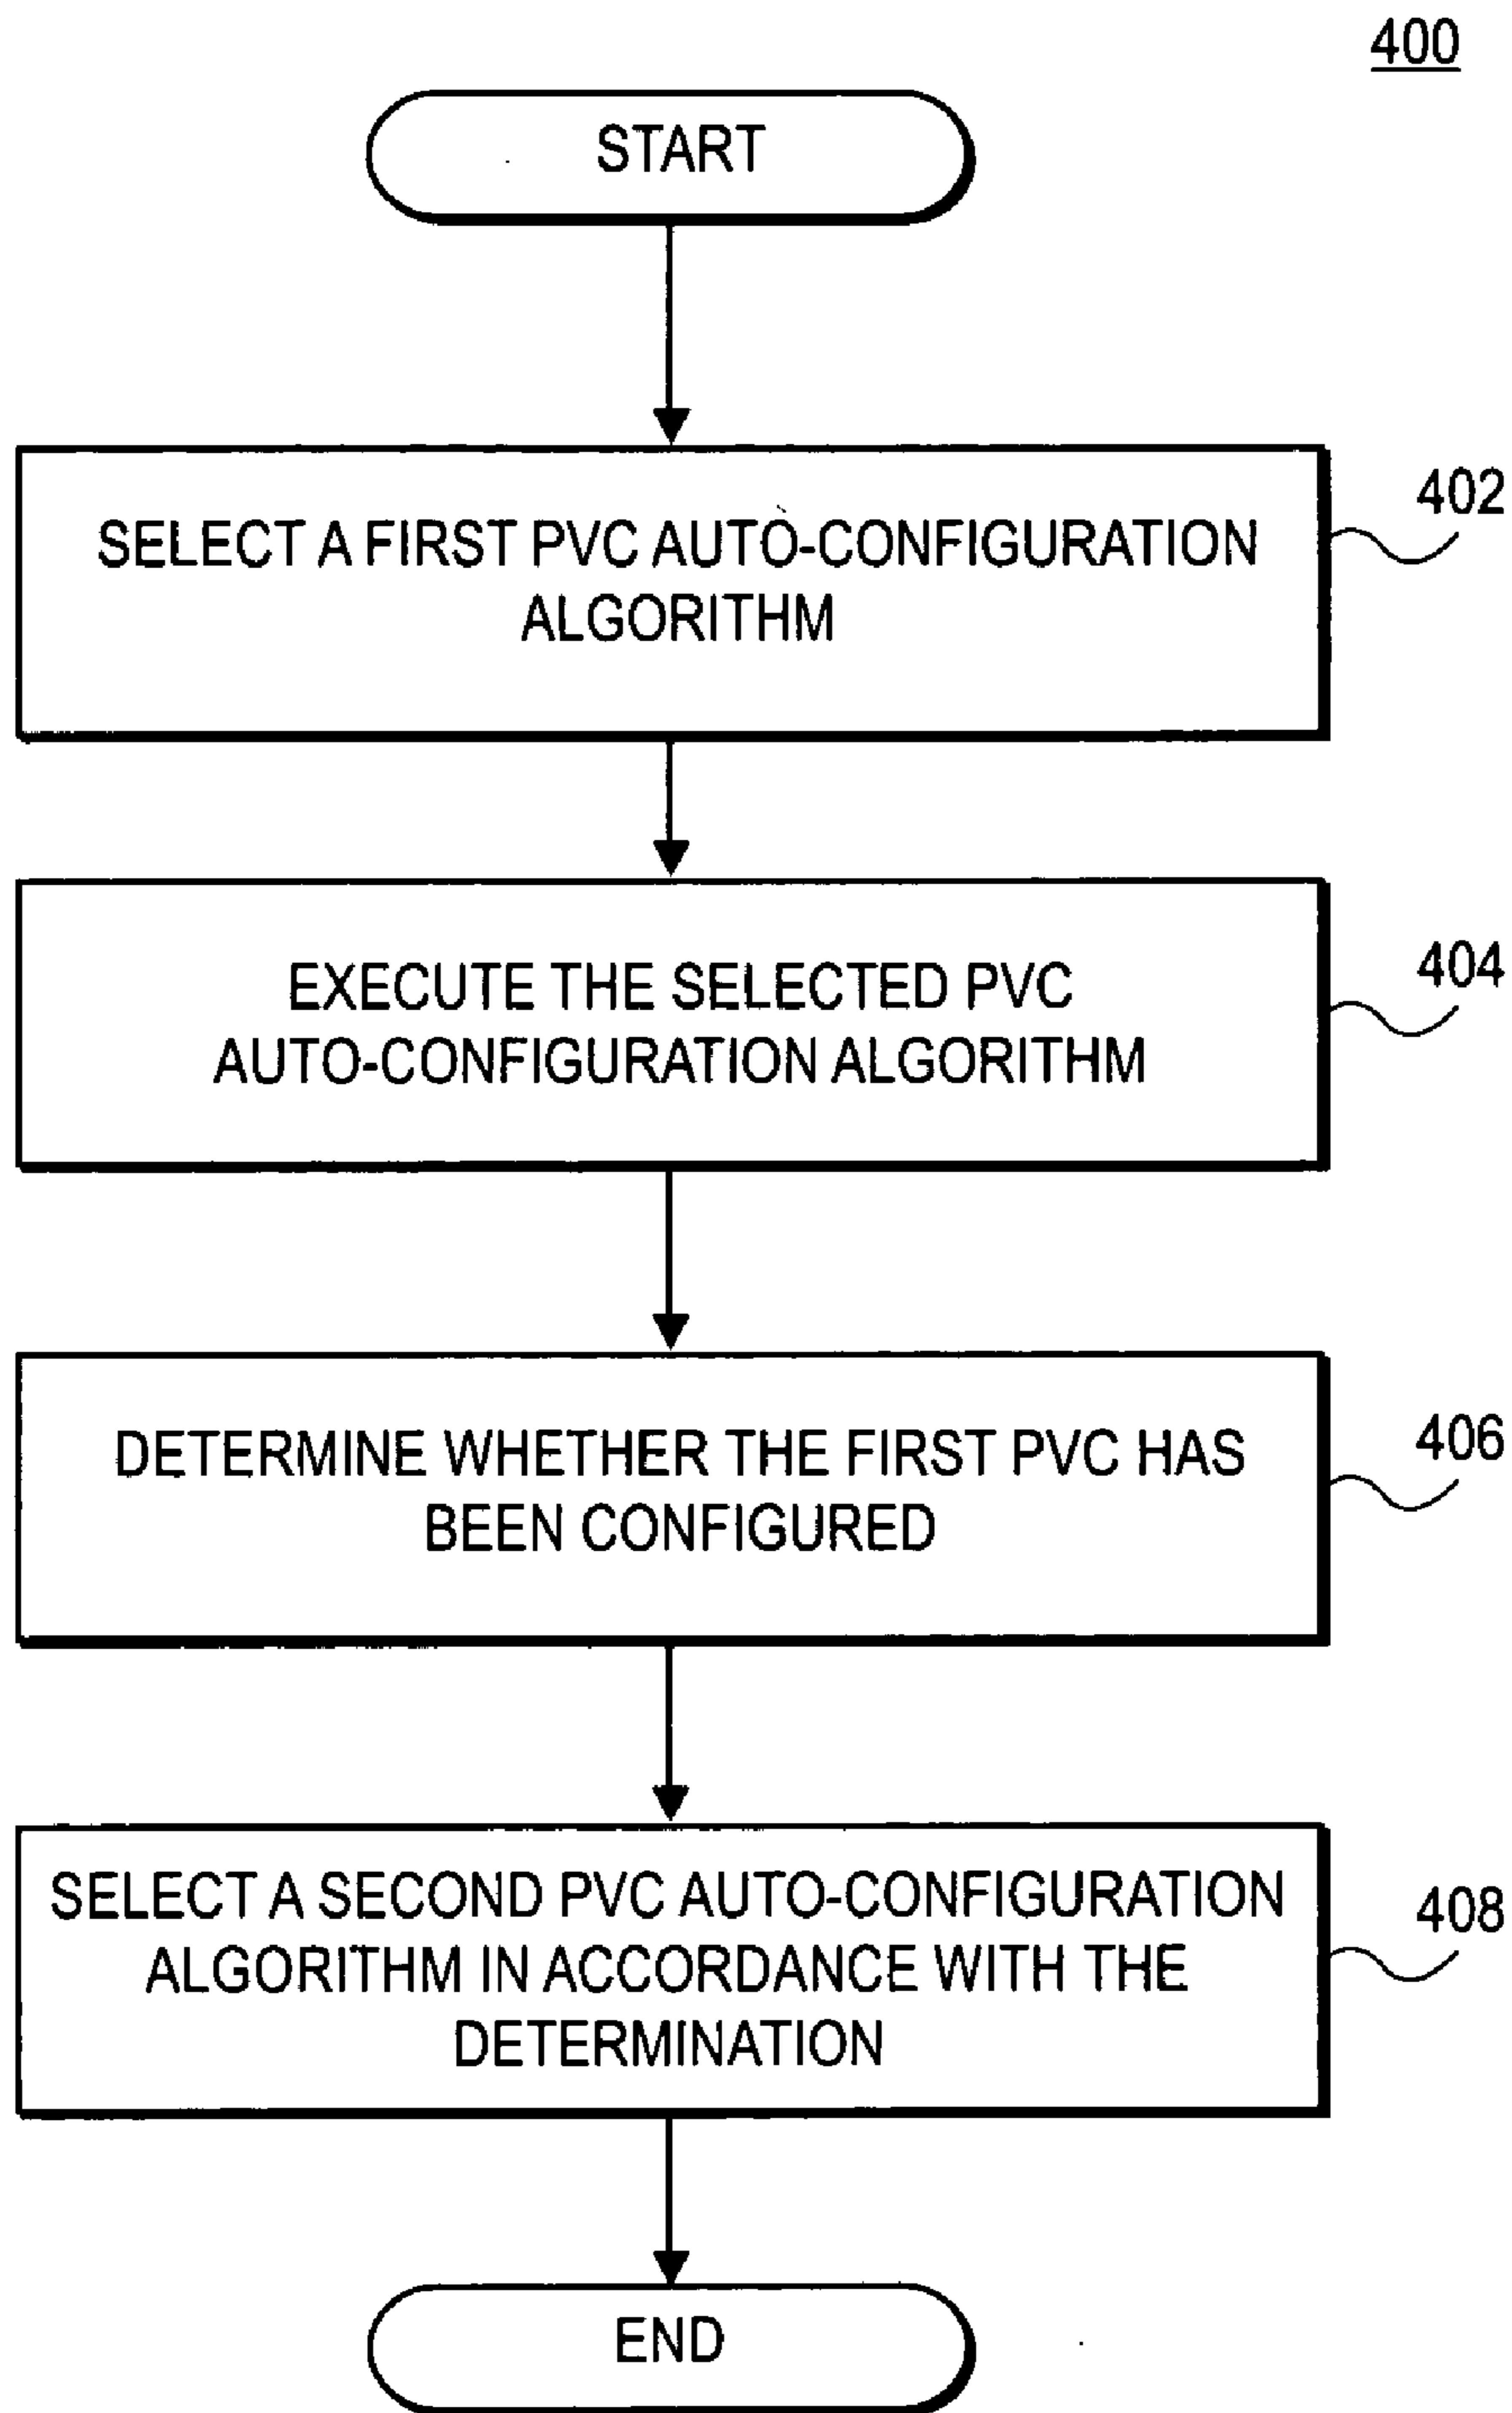 400
START
SELECT A FIRST PVC AUTO-CONFIGURATION
ALGORITHM
402
EXECUTE THE SELECTED PVC
AUTO-CONFIGURATION ALGORITHM
404
DETERMINE WHETHER THE FIRST PVC HAS
BEEN CONFIGURED
406
SELECT A SECOND PVC AUTO-CONFIGURATION
ALGORITHM IN ACCORDANCE WITH THE
DETERMINATION
408
END